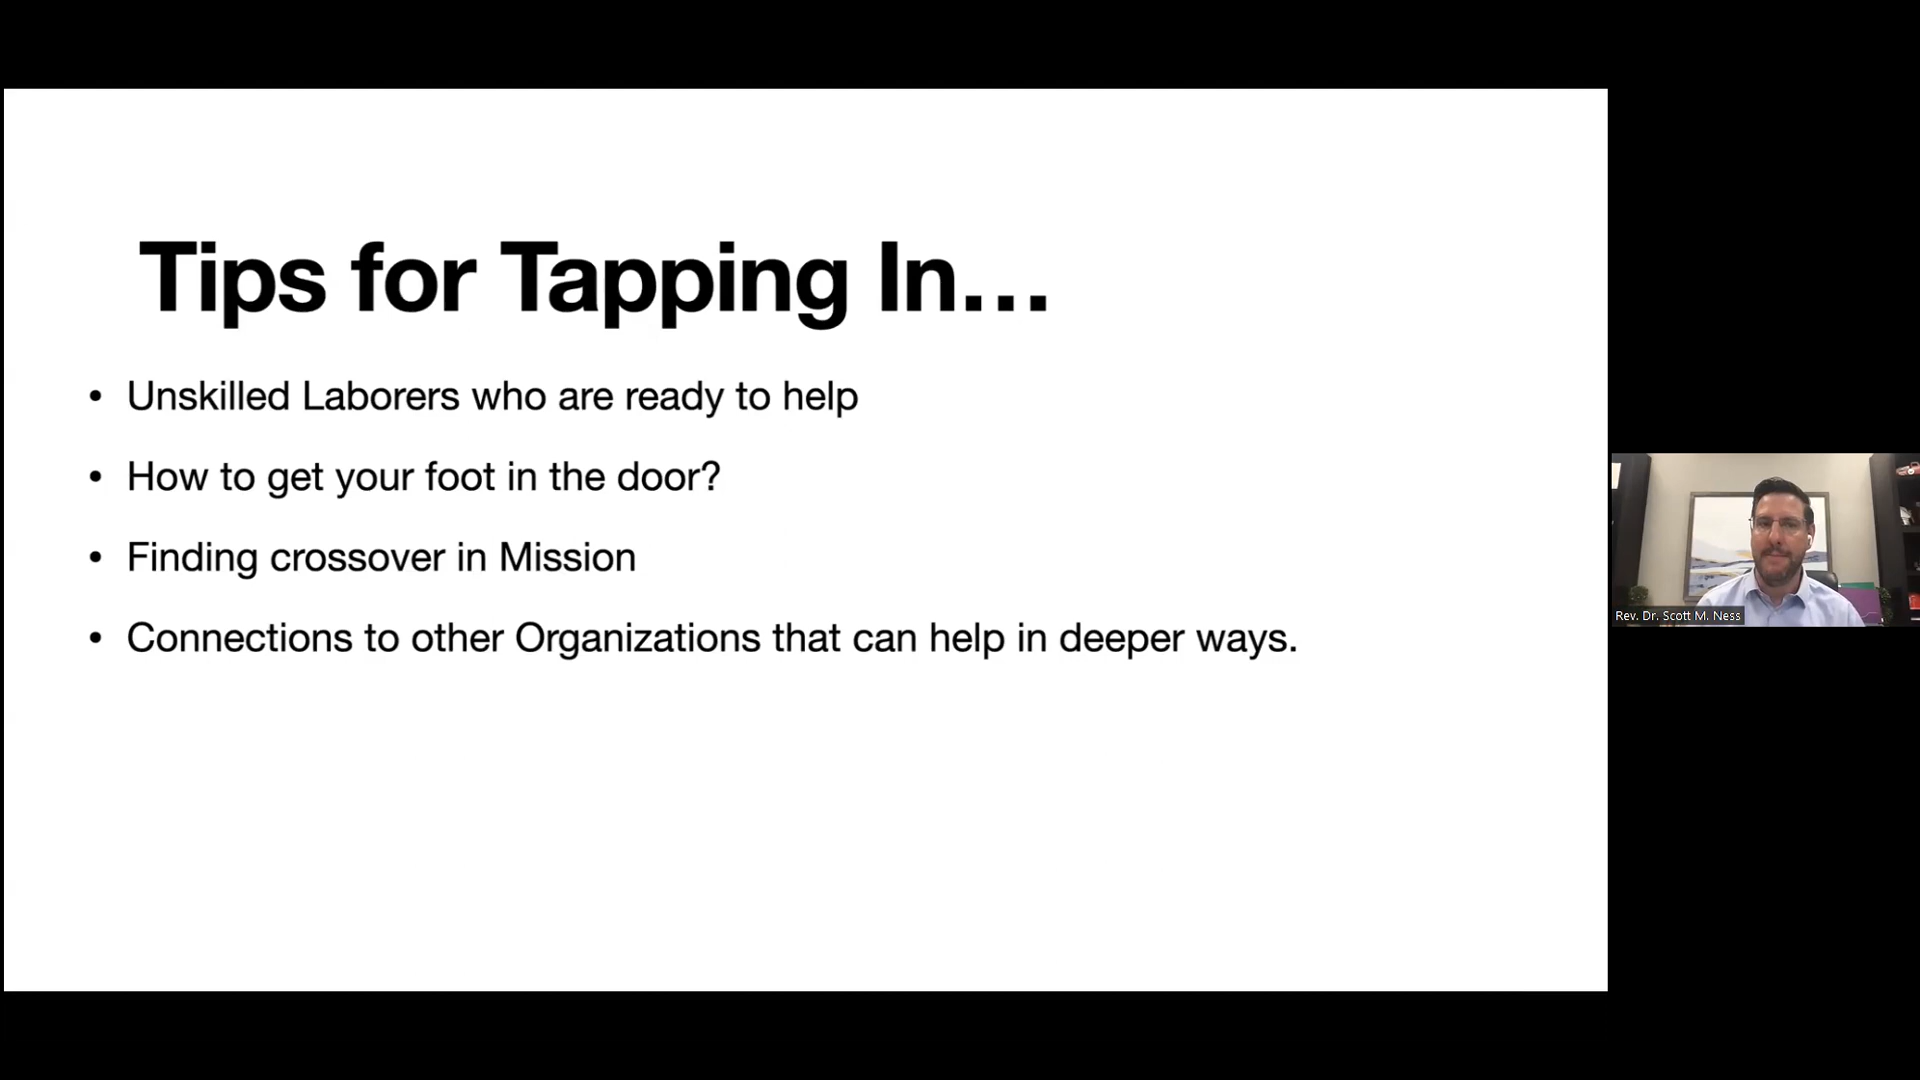 Tips for Tapping In…
• Unskilled Laborers who are ready to help
• How to get your foot in the door?
• Finding crossover in Mission
• Connections to other Organizations that can help in deeper ways.
Rev. Dr. Scott M. Ness